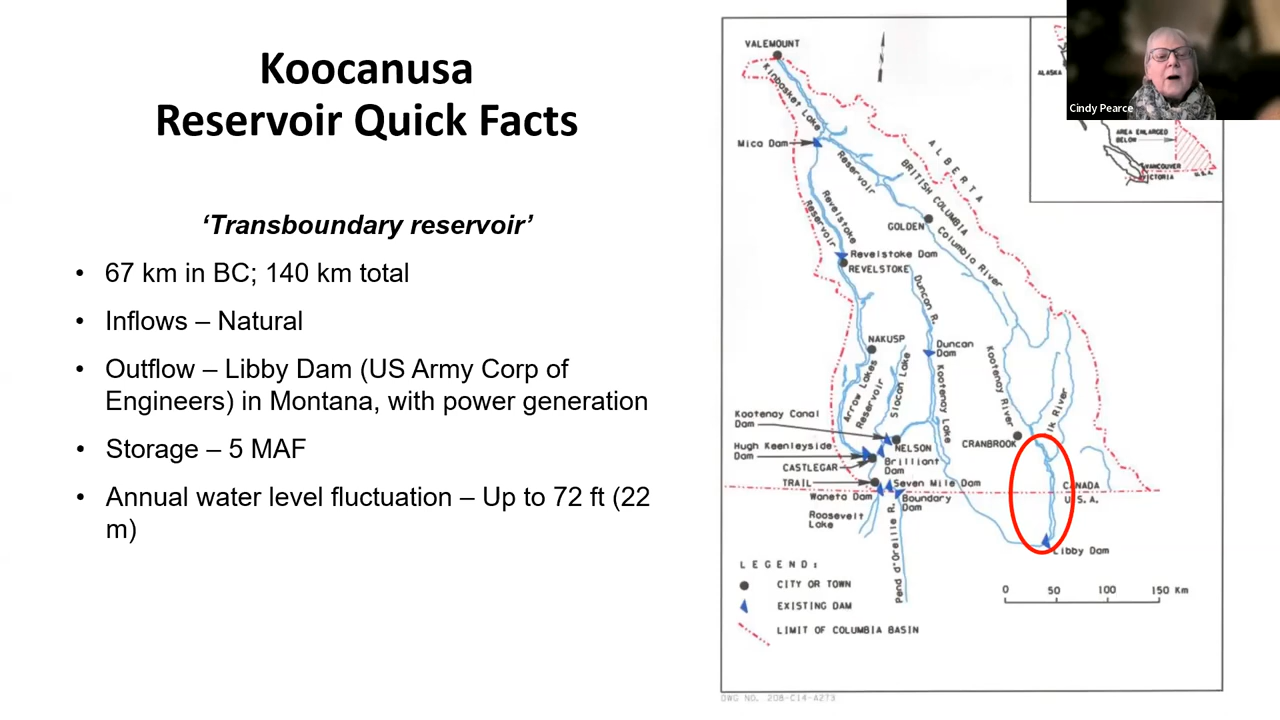 Koocanusa
Reservoir Quick Facts
‘Transboundary reservoir’
• 67 km in BC; 140 km total
• Inflows – Natural
• Outflow – Libby Dam (US Army Corp of
Engineers) in Montana, with power generation
• Storage – 5 MAF
• Annual water level fluctuation – Up to 72 ft (22
m)
VALEMOUNT
Kinbasket Lake
Reservoir
Mica Dam
ALBERTA
BRITISH COLUMBIA
Revelstoke
Reservoir
GOLDEN
Columbia River
Revelstoke Dam
REVELSTOKE
Duncan R.
NAKUSP
Duncan
Dam
Arrow Lakes
Reservoir
Slocan Lake
Kootenay Lake
Kootenay River
lk River
Kootenay Canal
Dam
CRANBROOK
NELSON
Hugh Keenleyside
Dam
Brilliant
Dam
CASTLEGAR
TRAIL
Seven Mile Dam
CANADA
U.S.A.
Waneta Dam
Boundary
Dam
Roosevelt
Lake
Pend d'Oreille R.
Libby Dam
LEGEND:
CITY OR TOWN
EXISTING DAM
LIMIT OF COLUMBIA BASIN
0 50 100 150 Km
DWG NO. 208-C14-A273
ALASKA
AREA ENLARGED
BELOW
VANCOUVER
VICTORIA
U.S.A.
Cindy Pearce